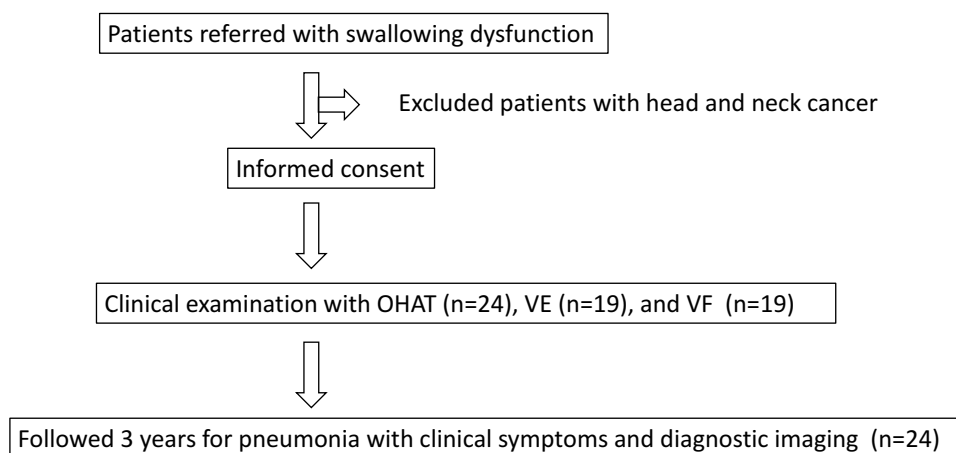 Patients referred with swallowing dysfunction
Excluded patients with head and neck cancer
Informed consent
Clinical examination with OHAT (n=24), VE (n=19), and VF (n=19)
Followed 3 years for pneumonia with clinical symptoms and diagnostic imaging (n=24)